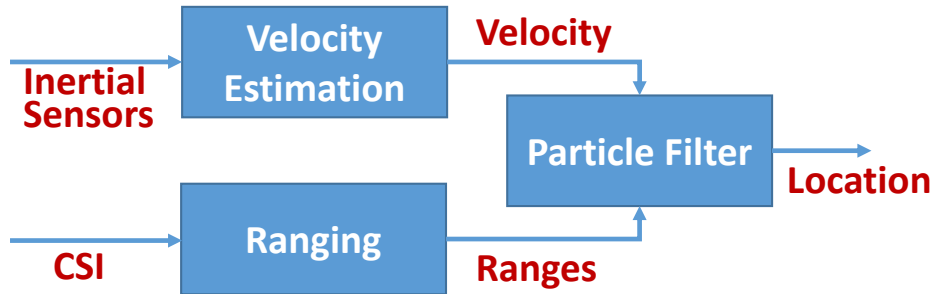 Velocity
Estimation
Velocity
Inertial
Sensors
Particle Filter
Location
Ranging
CSI
Ranges